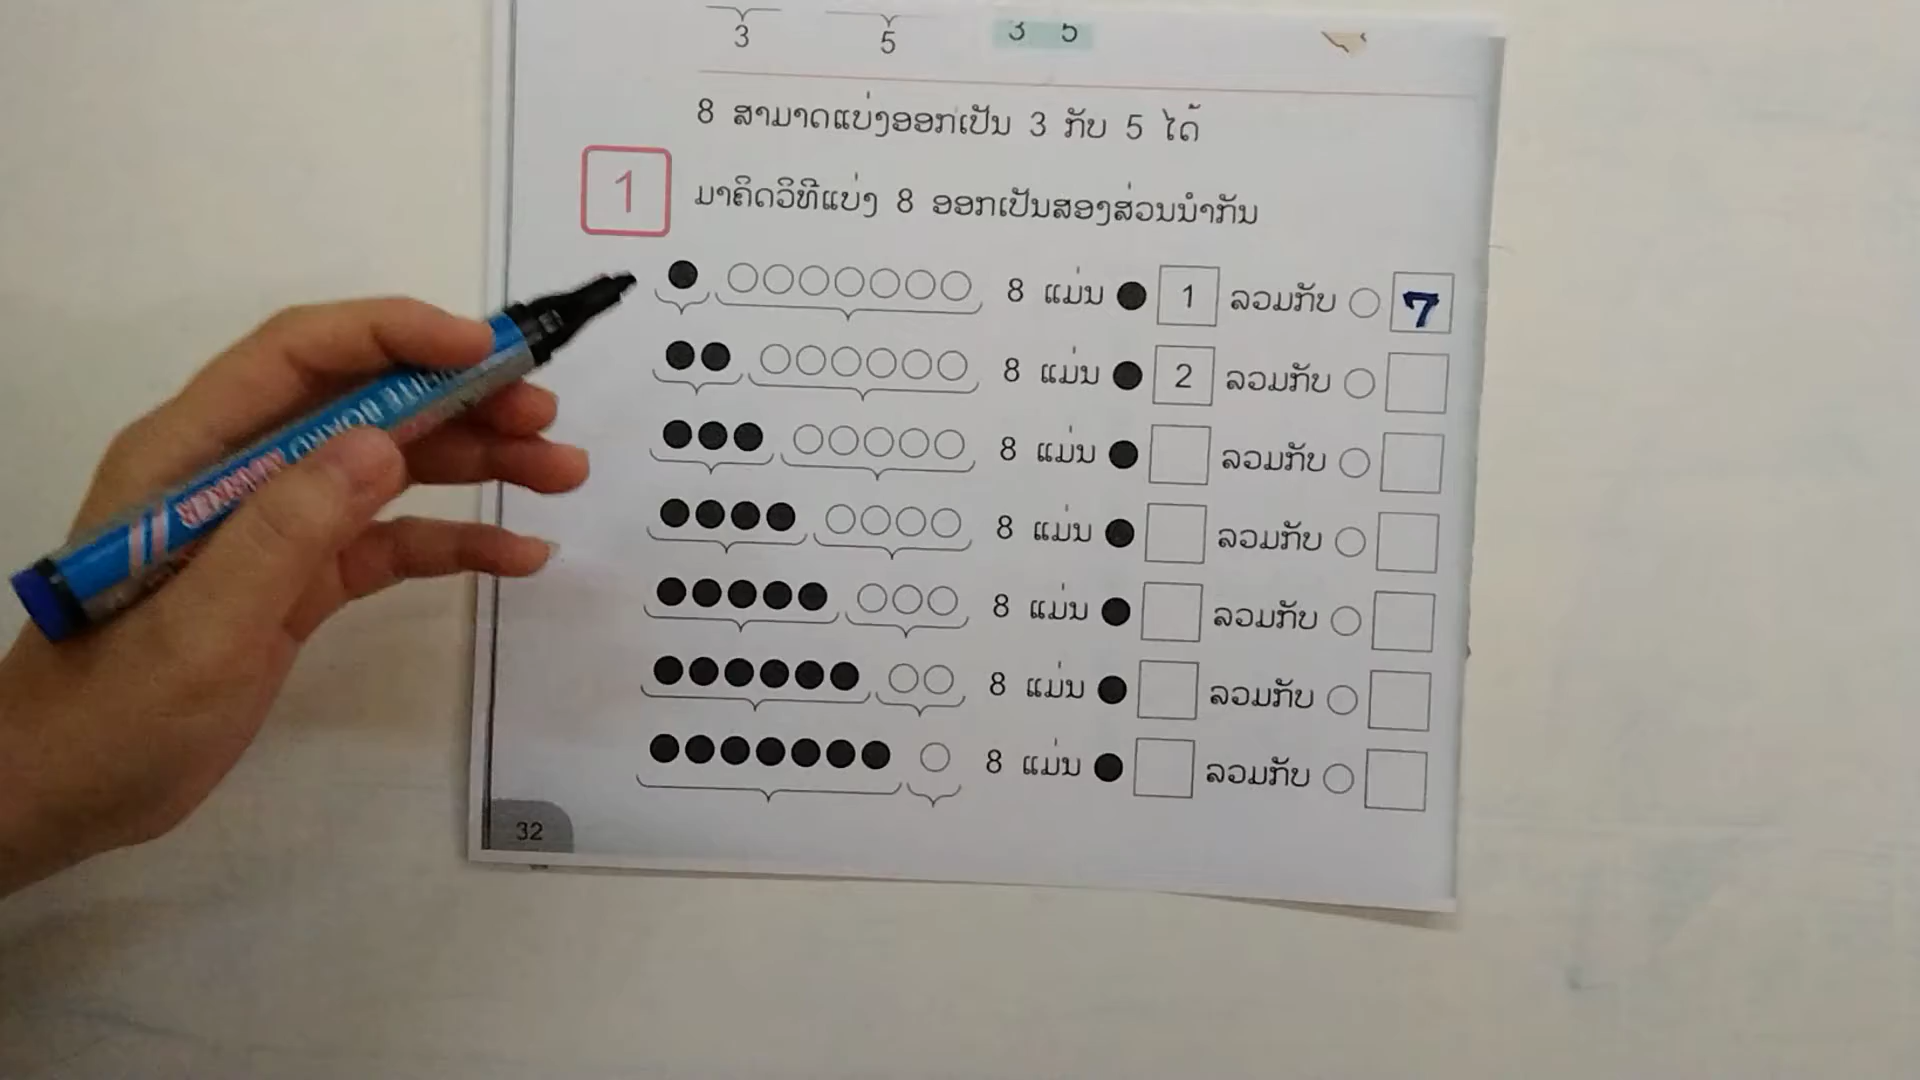 3 5 3 5
8 ສາມາດແບ່ງອອກເປັນ 3 ກັບ 5 ໄດ້
1 ມາຄິດວິທີແບ່ງ 8 ອອກເປັນສອງສ່ວນນຳກັນ
8 ແມ່ນ ● 1 ລວມກັບ ○ 7
8 ແມ່ນ ● 2 ລວມກັບ ○
8 ແມ່ນ ● ລວມກັບ ○
8 ແມ່ນ ● ລວມກັບ ○
8 ແມ່ນ ● ລວມກັບ ○
8 ແມ່ນ ● ລວມກັບ ○
8 ແມ່ນ ● ລວມກັບ ○
32
WHITE BOARD
MARKER